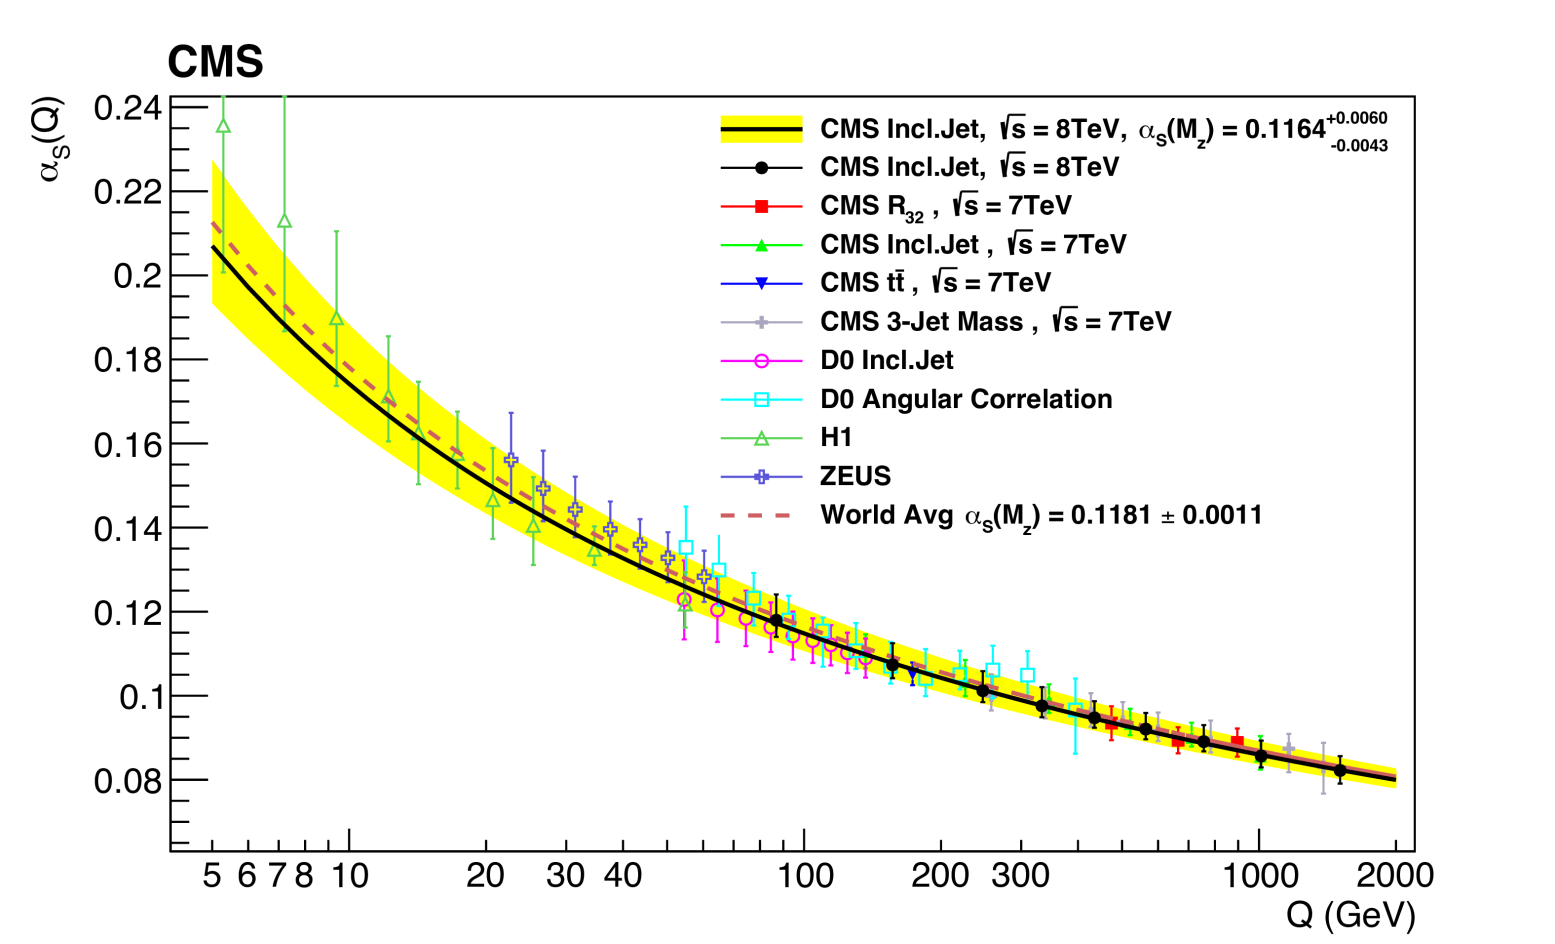 CMS
α_S(Q)
0.24
0.22
0.2
0.18
0.16
0.14
0.12
0.1
0.08
CMS Incl.Jet, √s = 8TeV, α_S(M_z) = 0.1164 +0.0060 -0.0043
CMS Incl.Jet, √s = 8TeV
CMS R_32 , √s = 7TeV
CMS Incl.Jet , √s = 7TeV
CMS tt̄ , √s = 7TeV
CMS 3-Jet Mass , √s = 7TeV
D0 Incl.Jet
D0 Angular Correlation
H1
ZEUS
World Avg α_S(M_z) = 0.1181 ± 0.0011
5 6 7 8 10 20 30 40 100 200 300 1000 2000
Q (GeV)